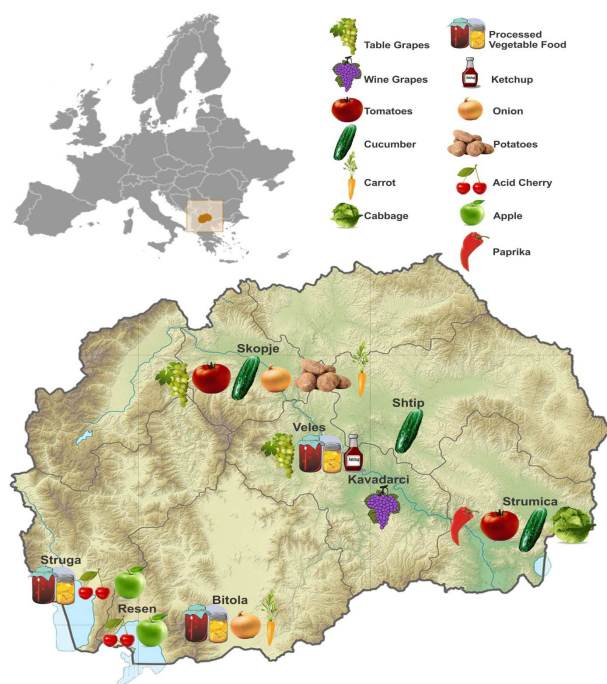 Table Grapes
Processed
Vegetable Food
Wine Grapes
Ketchup
Tomatoes
Onion
Cucumber
Potatoes
Carrot
Acid Cherry
Cabbage
Apple
Paprika
Skopje
Shtip
Veles
Kavadarci
Strumica
Struga
Resen
Bitola